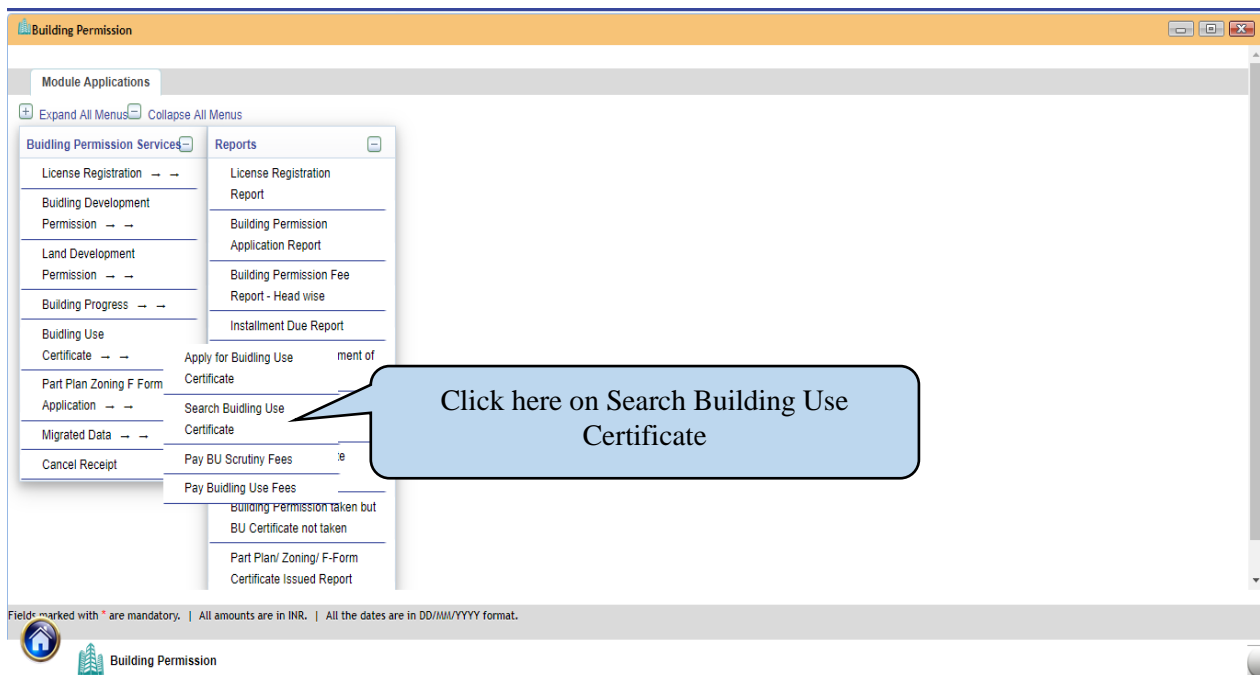 Building Permission
Module Applications
Expand All Menus Collapse All Menus
Buidling Permission Services
License Registration → →
Buidling Development
Permission → →
Land Development
Permission → →
Building Progress → →
Buidling Use
Certificate → →
Part Plan Zoning F Form
Application → →
Migrated Data → →
Cancel Receipt
Apply for Buidling Use
Certificate
Search Buidling Use
Certificate
Pay BU Scrutiny Fees
Pay Buidling Use Fees
Reports
License Registration
Report
Building Permission
Application Report
Building Permission Fee
Report - Head wise
Installment Due Report
ment of
Building Permission taken but
BU Certificate not taken
Part Plan/ Zoning/ F-Form
Certificate Issued Report
Click here on Search Building Use
Certificate
Fields marked with * are mandatory. | All amounts are in INR. | All the dates are in DD/MM/YYYY format.
Building Permission